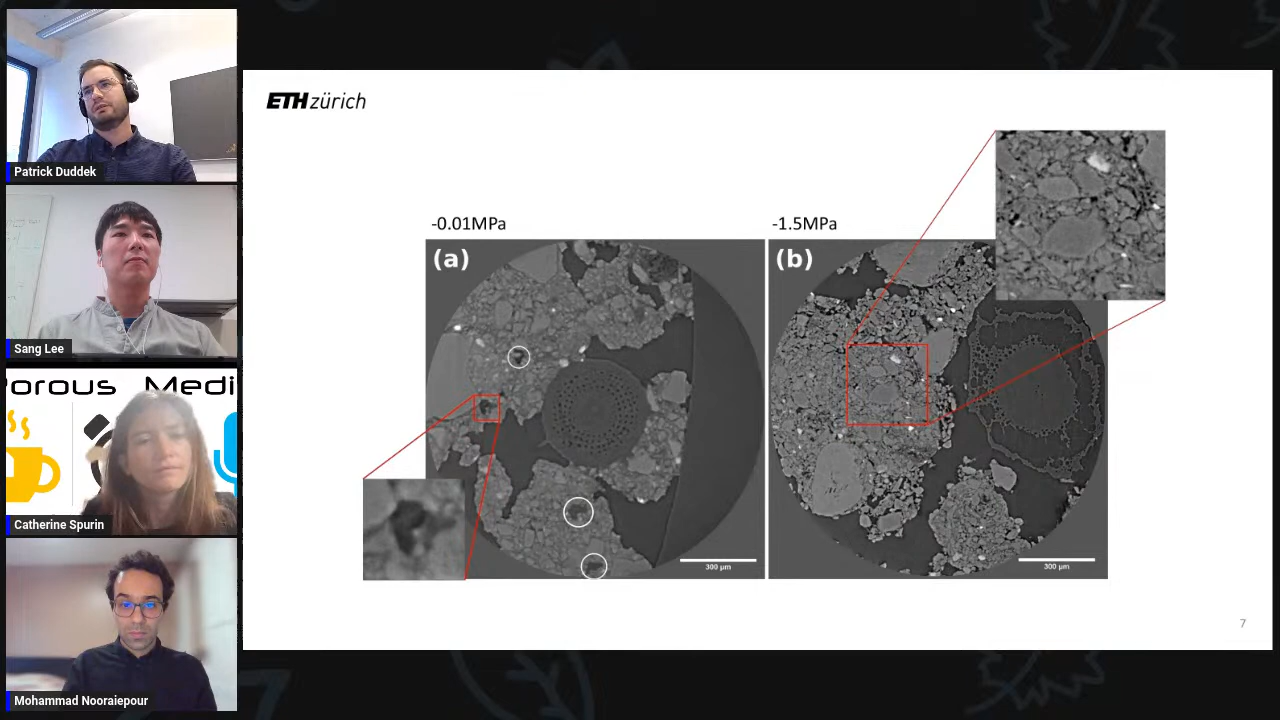 Patrick Duddek
Sang Lee
Porous Medi
Catherine Spurin
Mohammad Nooraiepour
ETH zürich
-0.01MPa
-1.5MPa
(a)
(b)
300 µm
300 µm
7